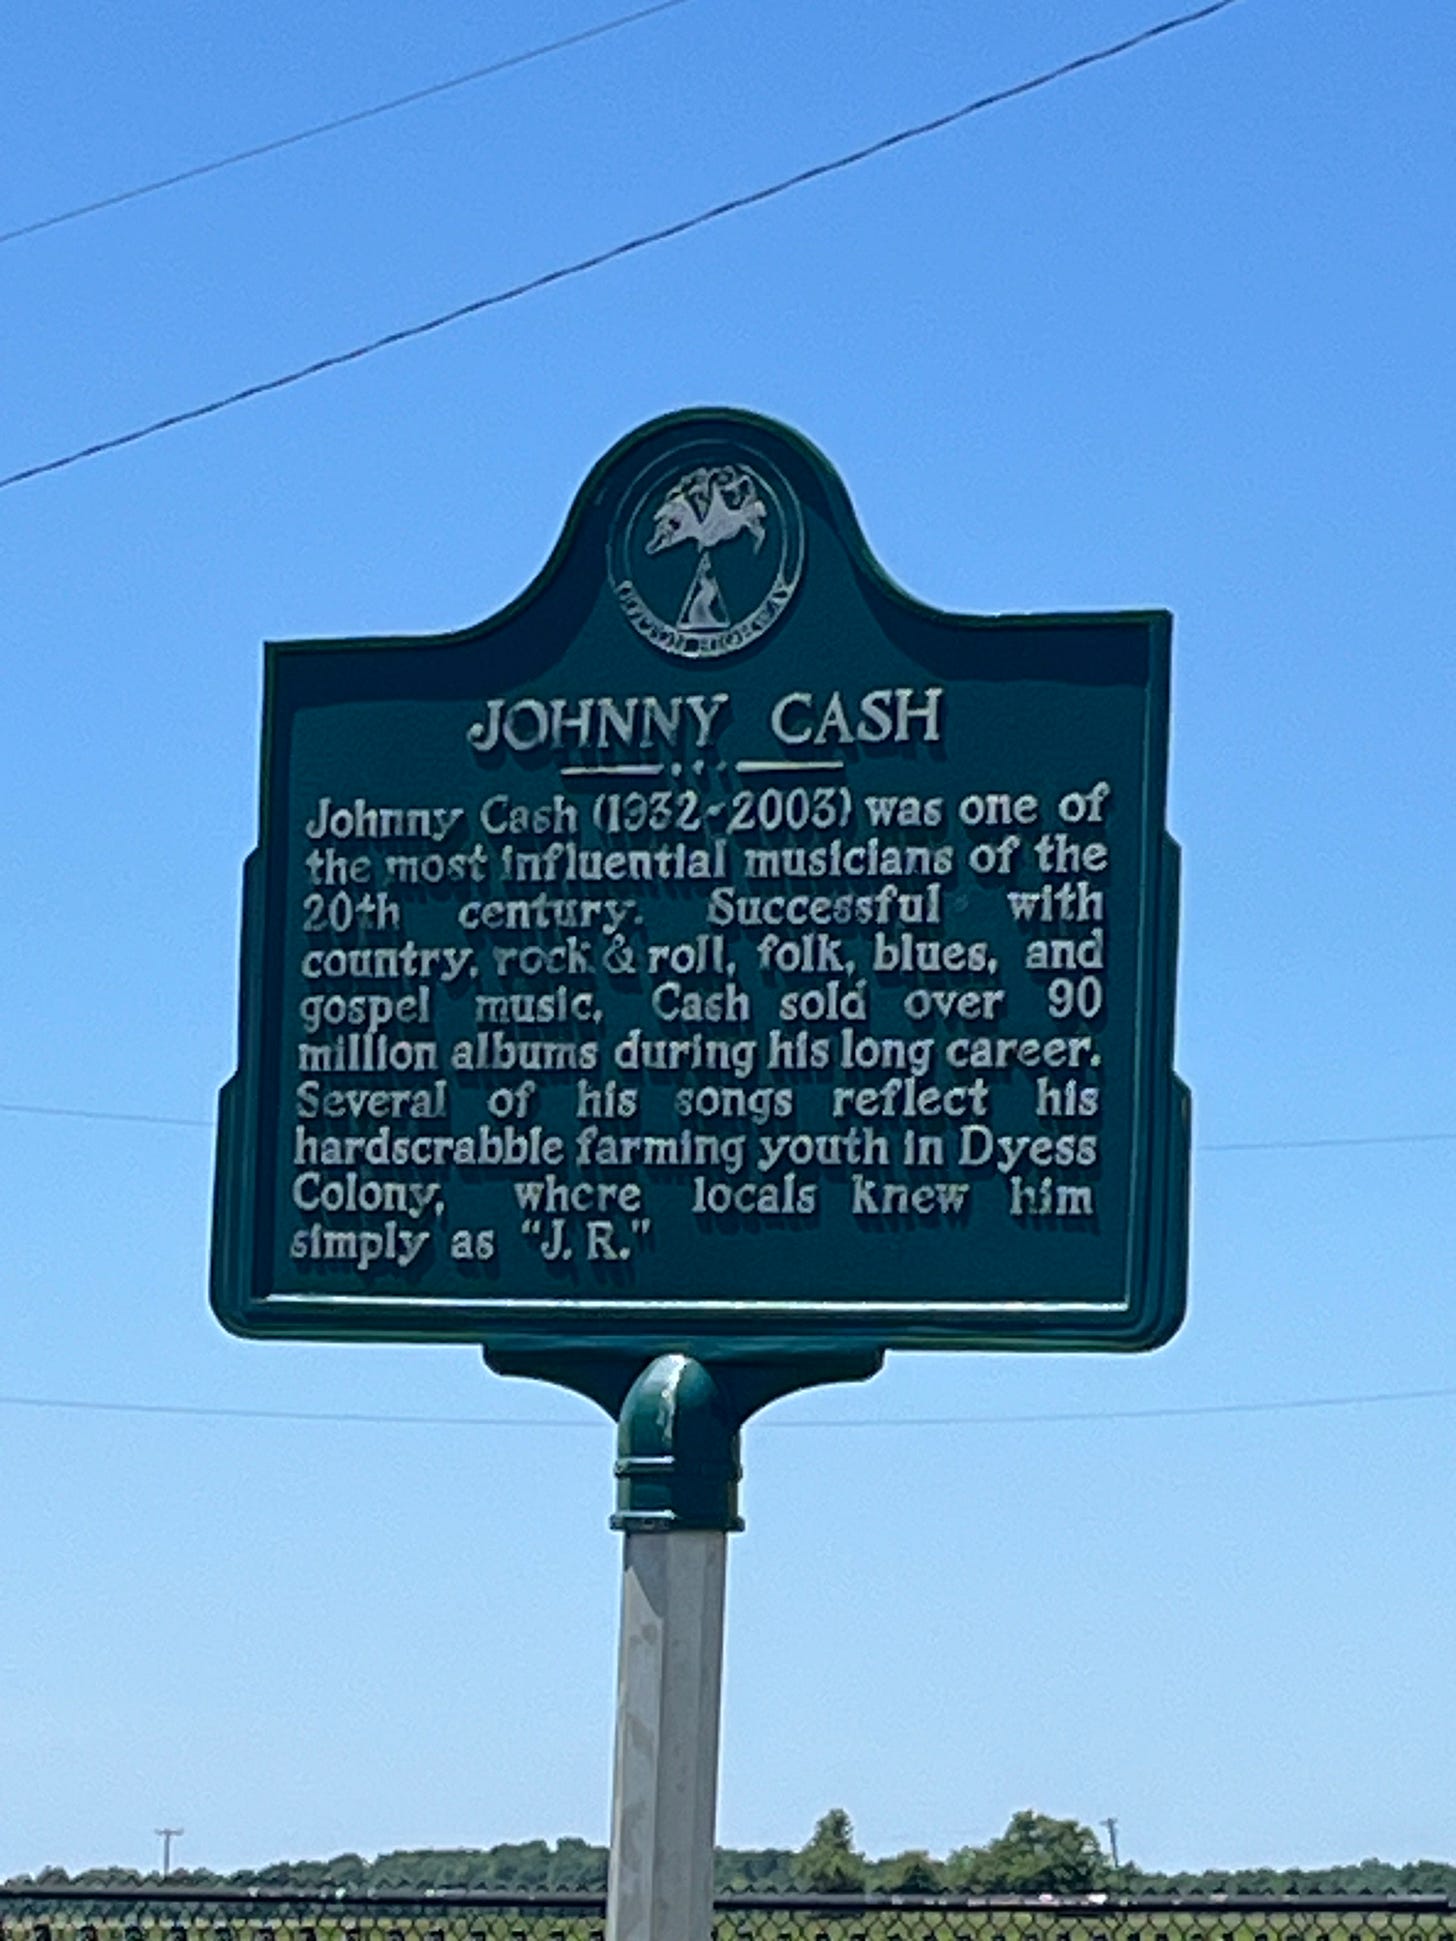 JOHNNY CASH
Johnny Cash (1932-2003) was one of
the most influential musicians of the
20th century. Successful with
country, rock & roll, folk, blues, and
gospel music, Cash sold over 90
million albums during his long career.
Several of his songs reflect his
hardscrabble farming youth in Dyess
Colony, where locals knew him
simply as “J. R.”